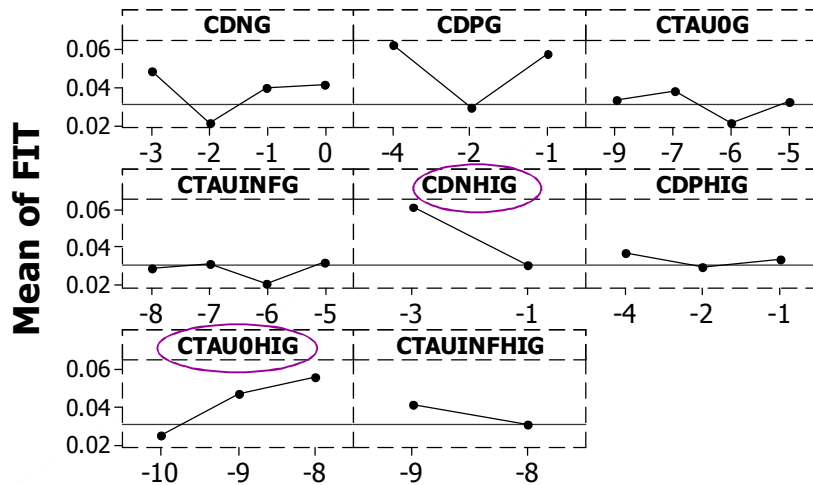 CDNG CDPG CTAU0G
0.06
0.04
0.02
-3 -2 -1 0 -4 -2 -1 -9 -7 -6 -5
CTAUINFG CDNHIG CDPHIG
0.06
0.04
0.02
-8 -7 -6 -5 -3 -1 -4 -2 -1
CTAU0HIG CTAUINFHIG
0.06
0.04
0.02
-10 -9 -8 -9 -8
Mean of FIT